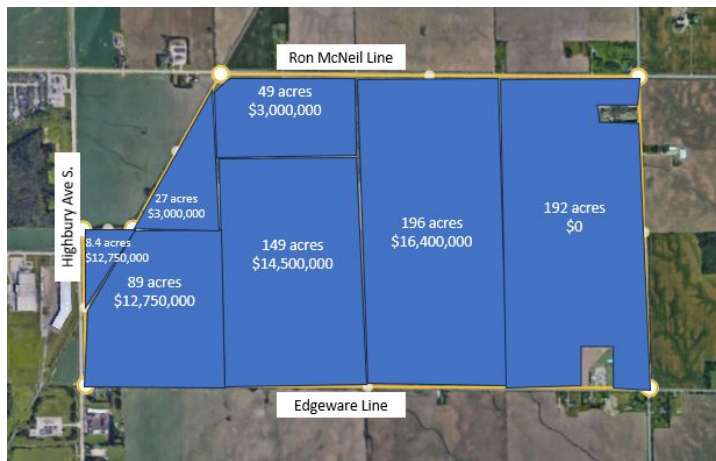 Ron McNeil Line
49 acres
$3,000,000
Highbury Ave S.
27 acres
$3,000,000
8.4 acres
$12,750,000
89 acres
$12,750,000
149 acres
$14,500,000
196 acres
$16,400,000
192 acres
$0
Edgeware Line